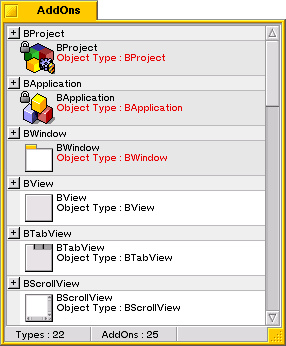 AddOns
BProject
BProject
Object Type : BProject
BApplication
BApplication
Object Type : BApplication
BWindow
BWindow
Object Type : BWindow
BView
BView
Object Type : BView
BTabView
BTabView
Object Type : BTabView
BScrollView
BScrollView
Object Type : BScrollView
Types : 22 AddOns : 25